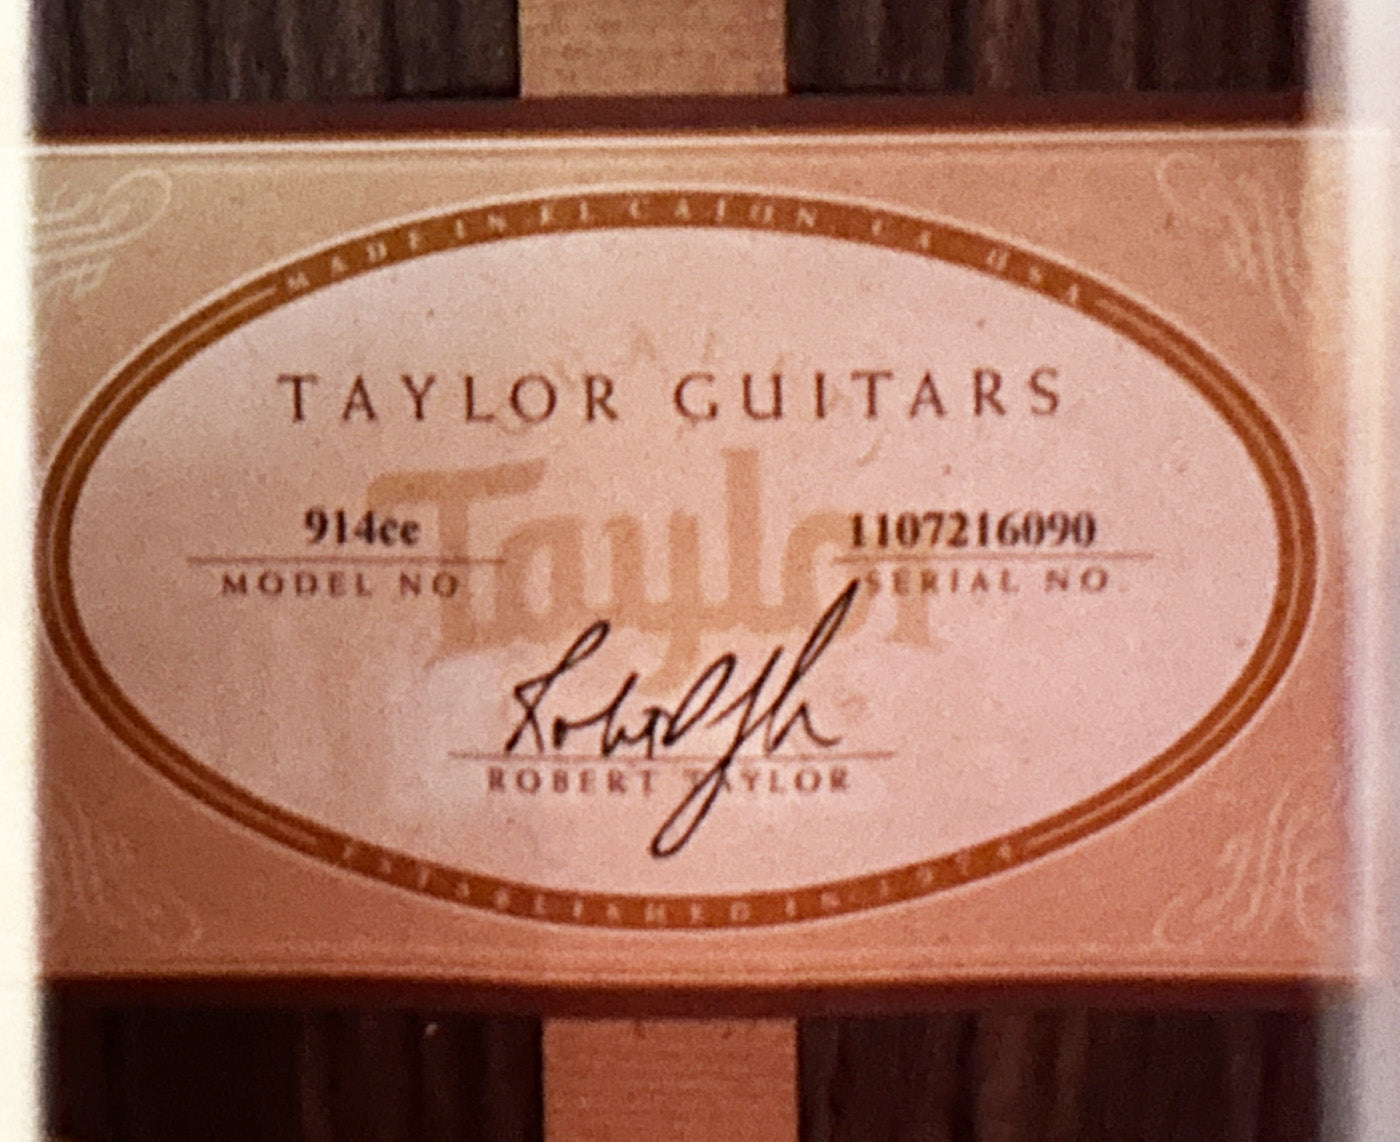 MADE IN EL CAJON, CA USA
TAYLOR GUITARS
Taylor
914ce 1107216090
MODEL NO. SERIAL NO.
ROBERT TAYLOR
ESTABLISHED IN 1974